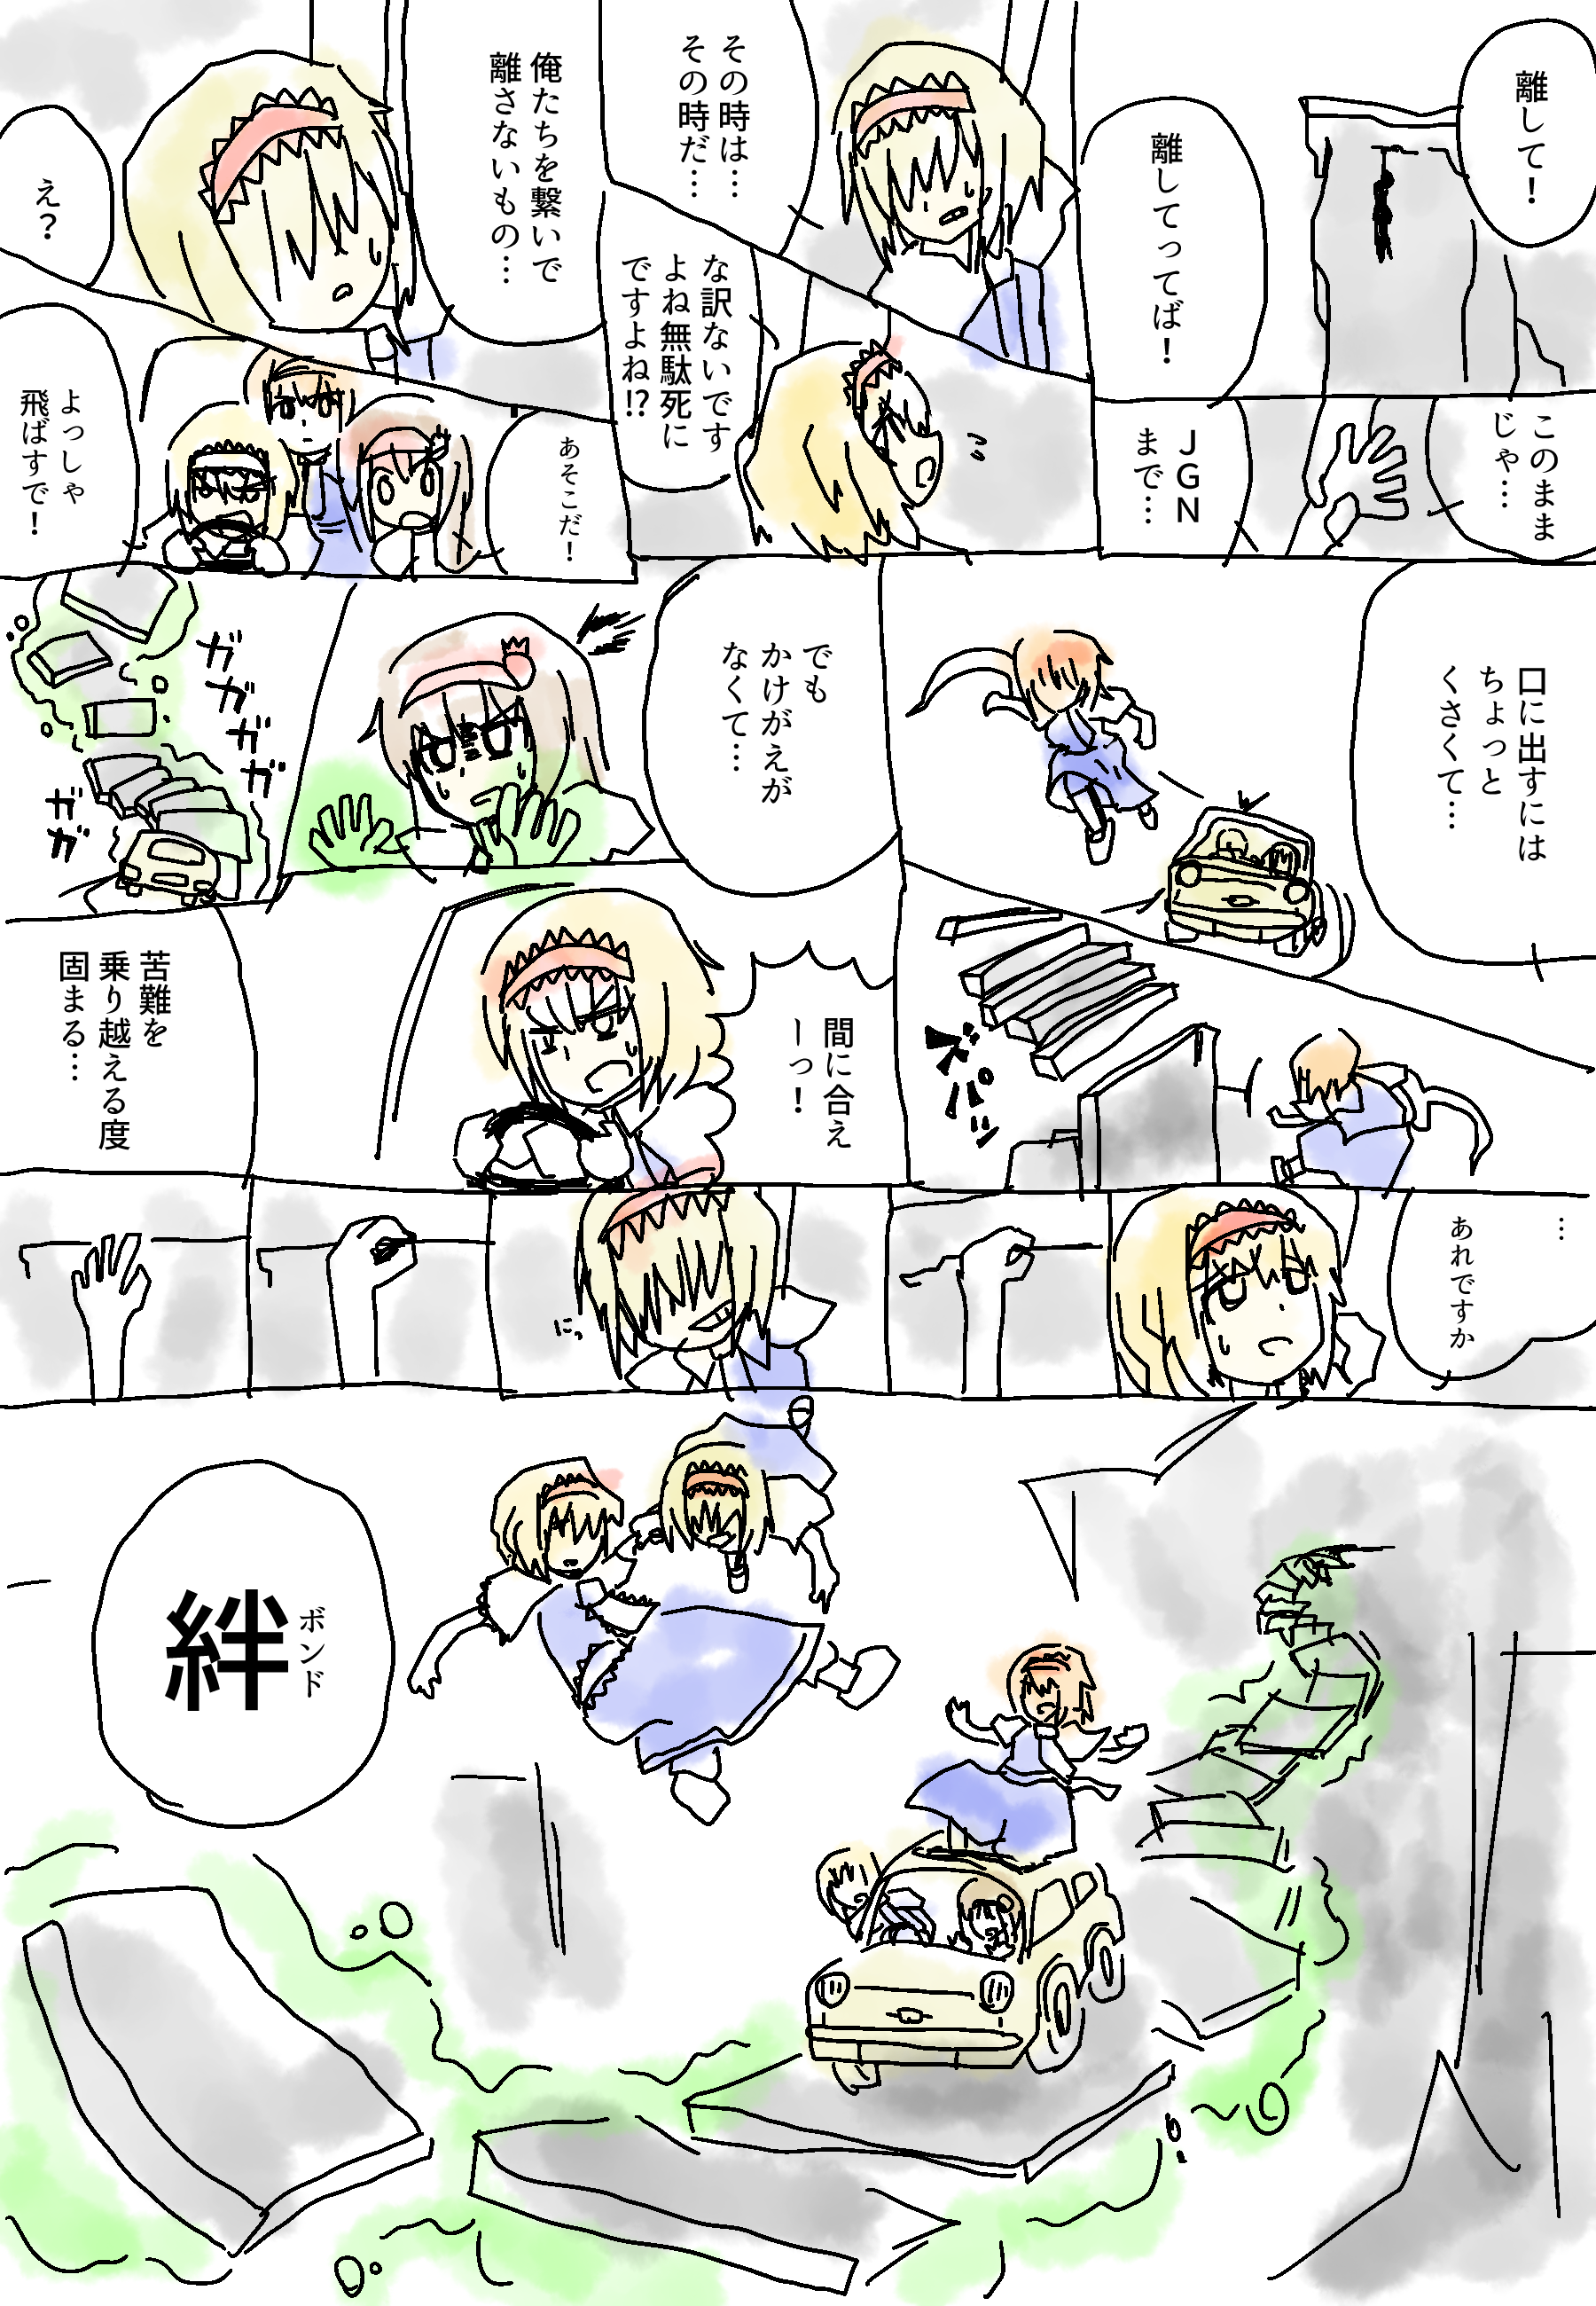 離して！
離してってば！
このまま
じゃ…
ＪＧＮ
まで…
その時は…
その時だ…
な訳ないです
よね無駄死に
ですよね⁉
俺たちを繋いで
離さないもの…
え？
あそこだ！
よっしゃ
飛ばすで！
口に出すには
ちょっと
くさくて…
ズバッ
でも
かけがえが
なくて…
ガガガガ
ガガ
間に合え
ーっ！
苦難を
乗り越える度
固まる…
…
あれですか
にっ
絆
ボンド